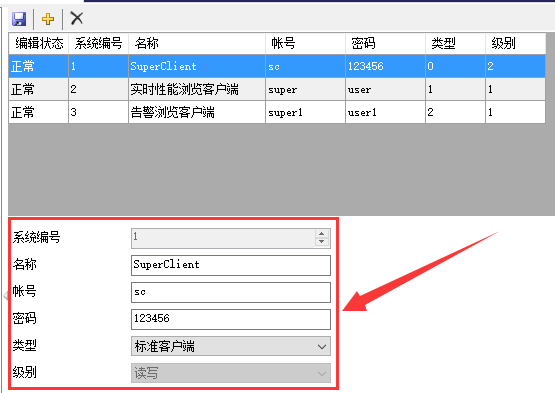 编辑状态 系统编号 名称 帐号 密码 类型 级别
正常 1 SuperClient sc 123456 0 2
正常 2 实时性能浏览客户端 super user 1 1
正常 3 告警浏览客户端 super1 user1 2 1
系统编号 1
名称 SuperClient
帐号 sc
密码 123456
类型 标准客户端
级别 读写